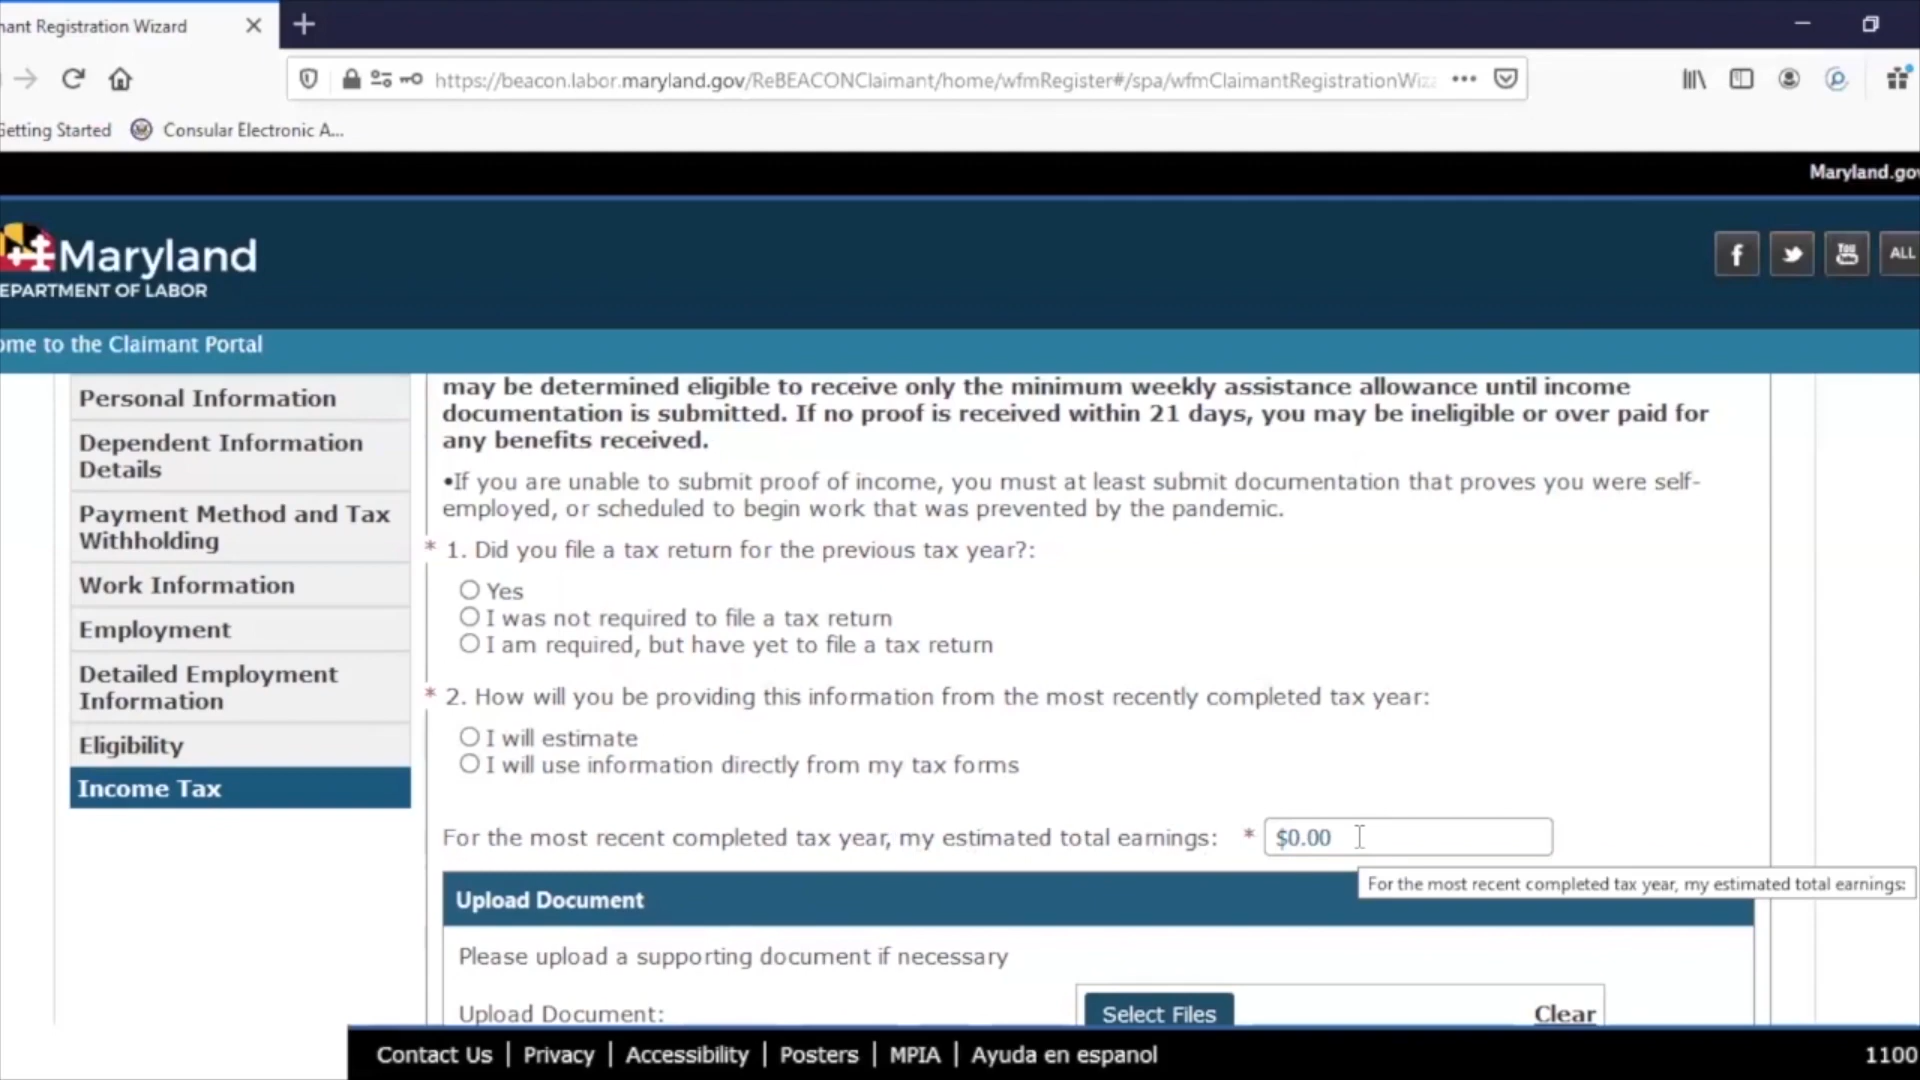 nant Registration Wizard
https://beacon.labor.maryland.gov/ReBEACONClaimant/home/wfmRegister#/spa/wfmClaimantRegistrationWiz
Getting Started Consular Electronic A...
Maryland.gov
Maryland
EPARTMENT OF LABOR
ALL
ome to the Claimant Portal
Personal Information
Dependent Information
Details
Payment Method and Tax
Withholding
Work Information
Employment
Detailed Employment
Information
Eligibility
Income Tax
may be determined eligible to receive only the minimum weekly assistance allowance until income
documentation is submitted. If no proof is received within 21 days, you may be ineligible or over paid for
any benefits received.
•If you are unable to submit proof of income, you must at least submit documentation that proves you were self-
employed, or scheduled to begin work that was prevented by the pandemic.
* 1. Did you file a tax return for the previous tax year?:
Yes
I was not required to file a tax return
I am required, but have yet to file a tax return
* 2. How will you be providing this information from the most recently completed tax year:
I will estimate
I will use information directly from my tax forms
For the most recent completed tax year, my estimated total earnings: * $0.00
For the most recent completed tax year, my estimated total earnings:
Upload Document
Please upload a supporting document if necessary
Upload Document: Select Files Clear
Contact Us | Privacy | Accessibility | Posters | MPIA | Ayuda en espanol 1100